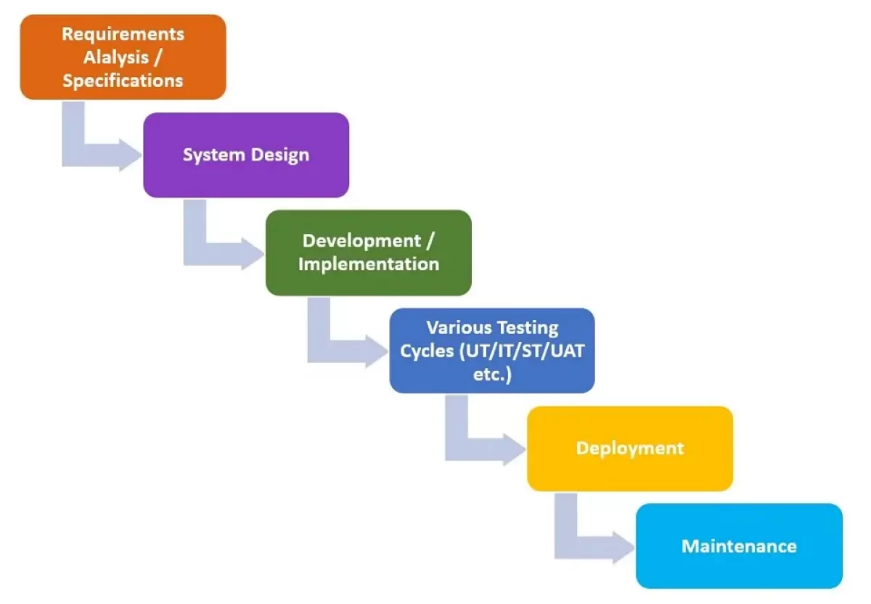 Requirements
Alalysis /
Specifications
System Design
Development /
Implementation
Various Testing
Cycles (UT/IT/ST/UAT
etc.)
Deployment
Maintenance